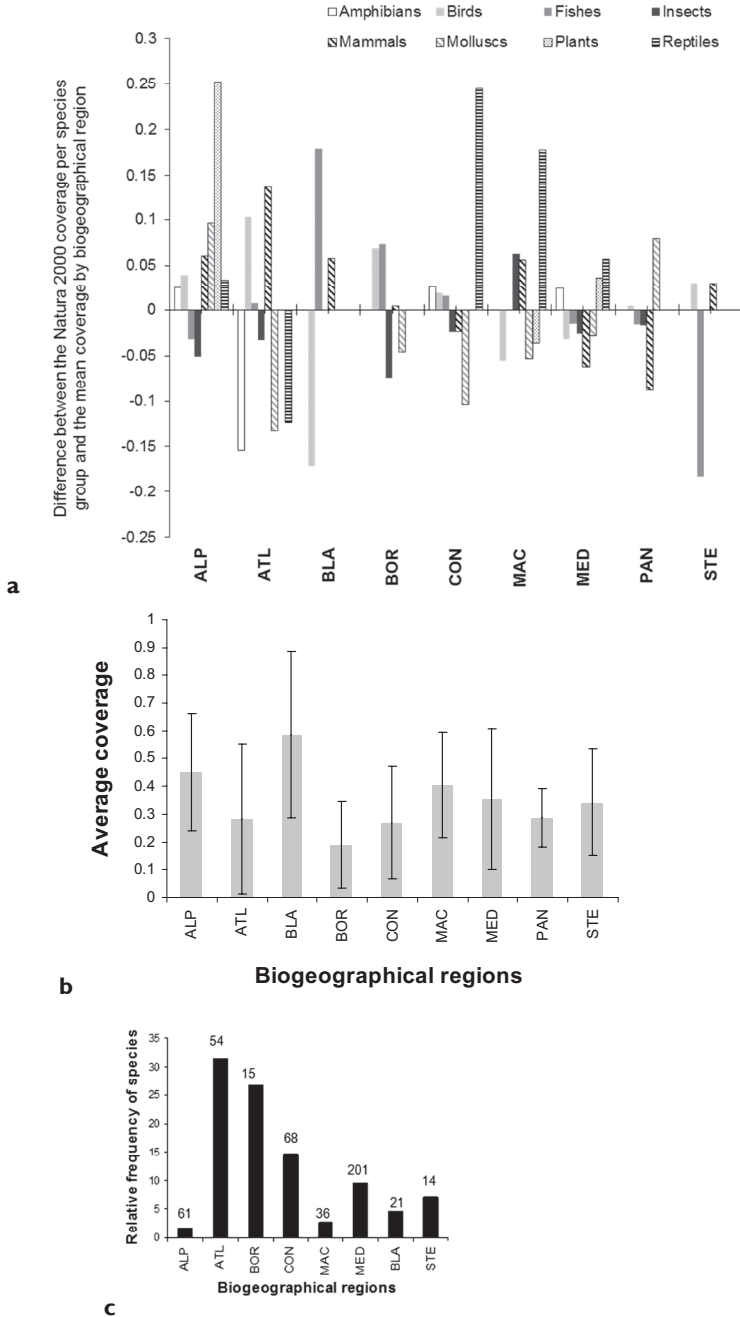 Amphibians Birds Fishes Insects
Mammals Molluscs Plants Reptiles
Difference between the Natura 2000 coverage per species
group and the mean coverage by biogeographical region
0.3
0.25
0.2
0.15
0.1
0.05
0
-0.05
-0.1
-0.15
-0.2
-0.25
ALP ATL BLA BOR CON MAC MED PAN STE
a
Average coverage
1
0.9
0.8
0.7
0.6
0.5
0.4
0.3
0.2
0.1
0
ALP ATL BLA BOR CON MAC MED PAN STE
Biogeographical regions
b
Relative frequency of species
35
30
25
20
15
10
5
0
61 54 15 68 36 201 21 14
ALP ATL BOR CON MAC MED BLA STE
Biogeographical regions
c